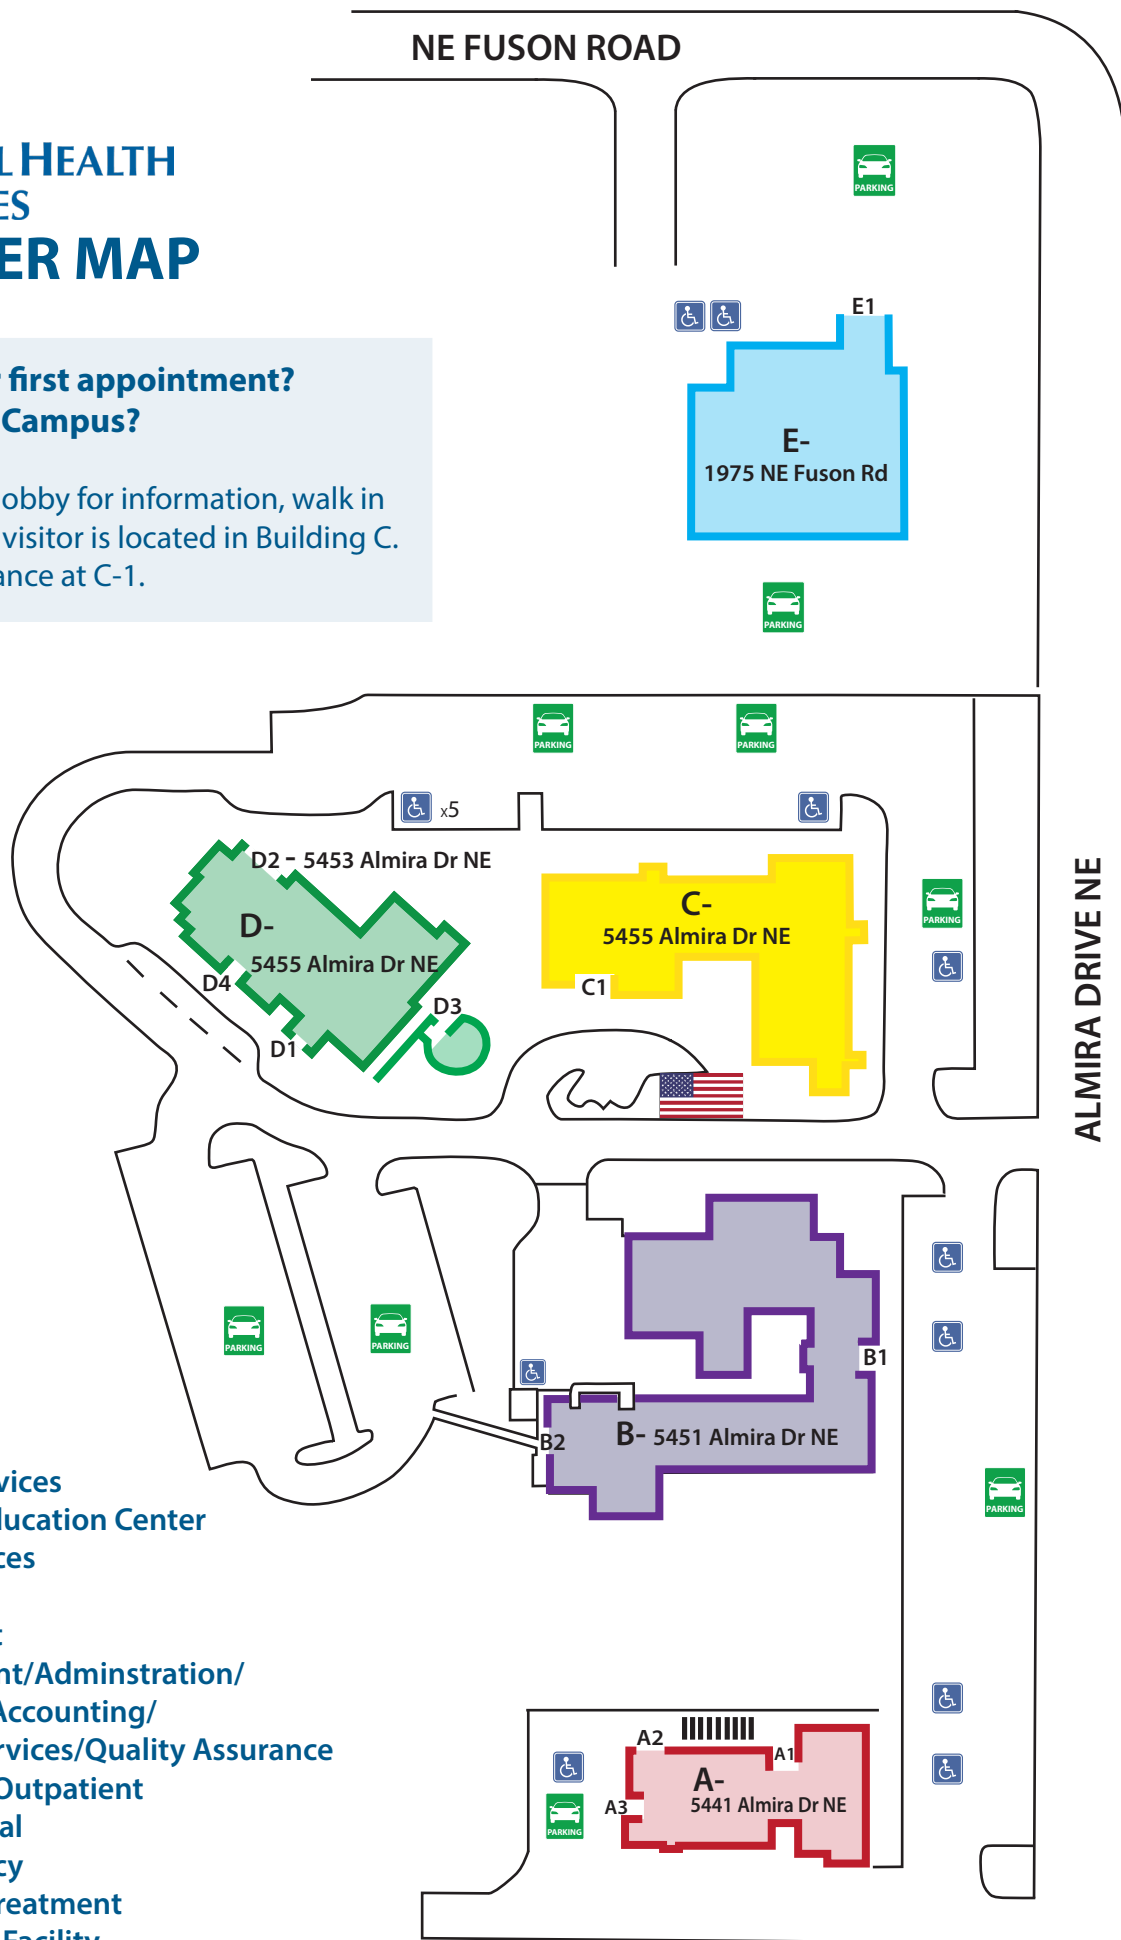 NE FUSON ROAD
L HEALTH
ES
ER MAP
PARKING
E1
first appointment?
Campus?
E-
1975 NE Fuson Rd
obby for information, walk in
visitor is located in Building C.
ance at C-1.
PARKING
PARKING
PARKING
x5
D2 - 5453 Almira Dr NE
D-
5455 Almira Dr NE
D4
D3
D1
C-
5455 Almira Dr NE
C1
PARKING
ALMIRA DRIVE NE
PARKING
PARKING
B1
B2
B- 5451 Almira Dr NE
PARKING
vices
ducation Center
ces
t
nt/Adminstration/
Accounting/
rvices/Quality Assurance
Outpatient
al
cy
reatment
Facility
A2
A1
A-
5441 Almira Dr NE
A3
PARKING